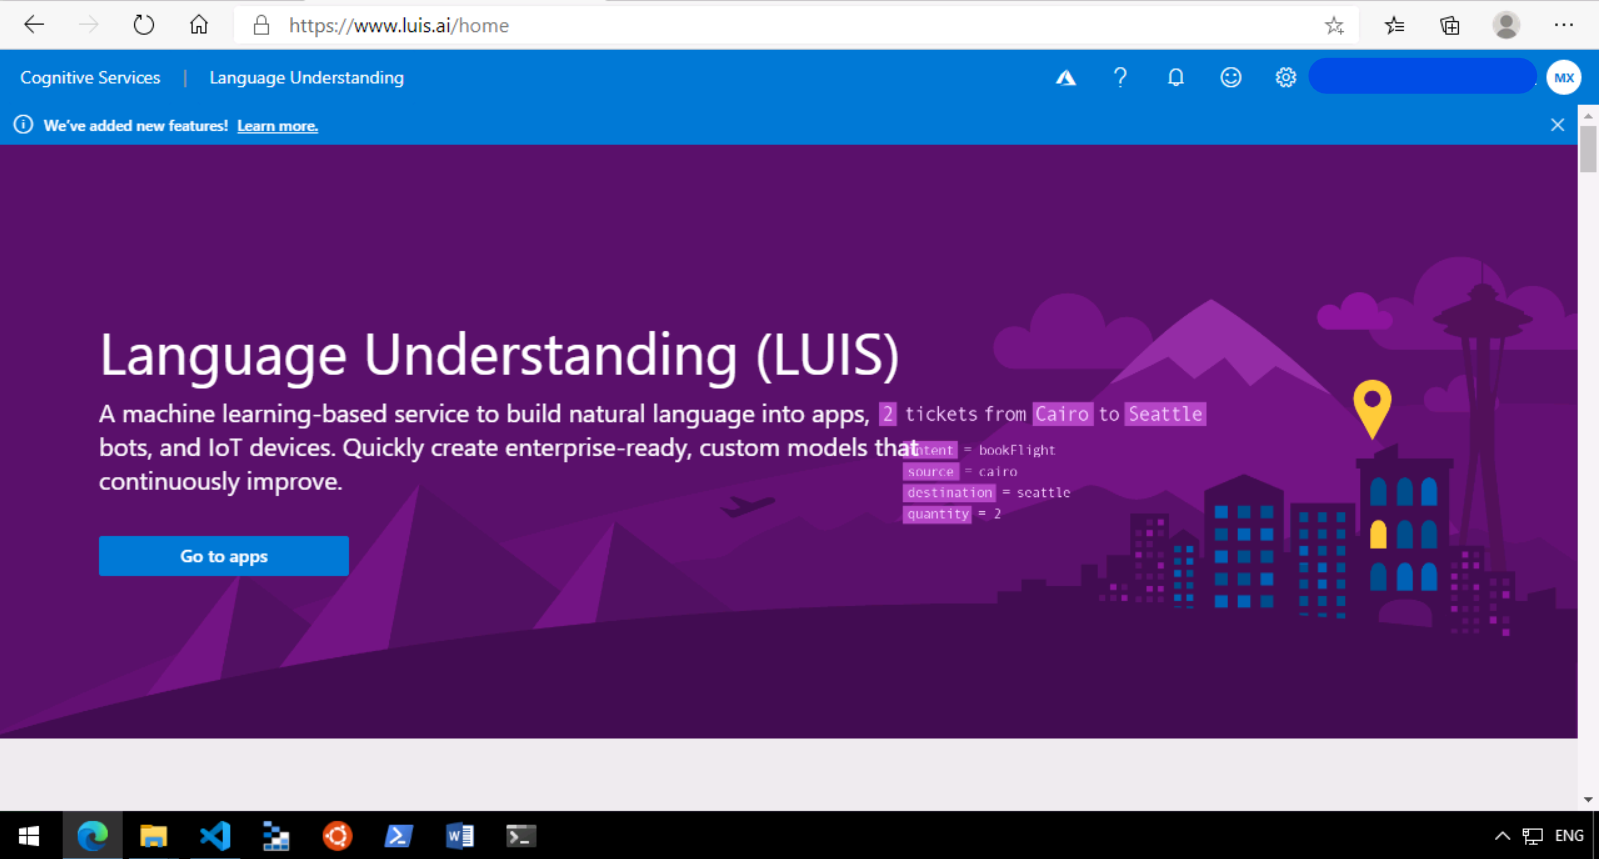 https://www.luis.ai/home
Cognitive Services | Language Understanding
MX
We've added new features! Learn more.
Language Understanding (LUIS)
A machine learning-based service to build natural language into apps,
bots, and IoT devices. Quickly create enterprise-ready, custom models that
continuously improve.
2 tickets from Cairo to Seattle
intent = bookFlight
source = cairo
destination = seattle
quantity = 2
Go to apps
ENG